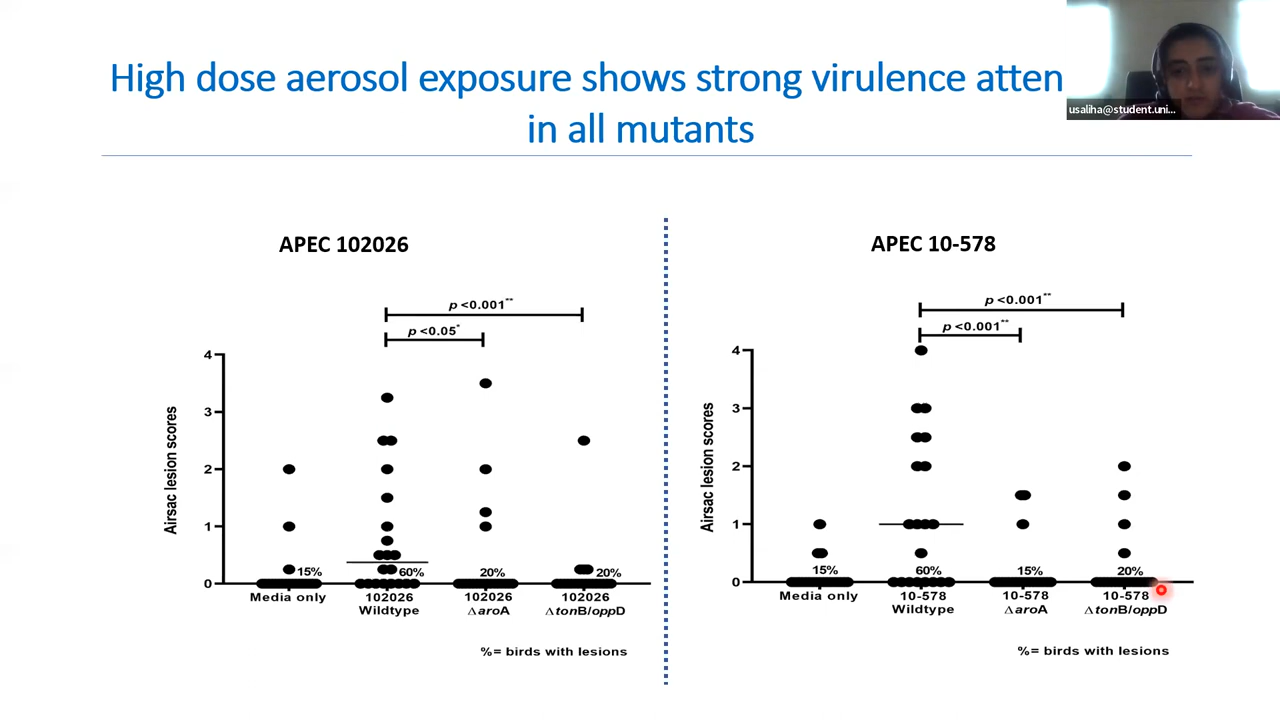 High dose aerosol exposure shows strong virulence atten
in all mutants
usaliha@student.uni...
APEC 102026
p <0.001**
p <0.05*
4
3
2
1
0
Airsac lesion scores
15%
60%
20%
20%
Media only
102026
Wildtype
102026
ΔaroA
102026
ΔtonB/oppD
%= birds with lesions
APEC 10-578
p <0.001**
p <0.001**
4
3
2
1
0
Airsac lesion scores
15%
60%
15%
20%
Media only
10-578
Wildtype
10-578
ΔaroA
10-578
ΔtonB/oppD
%= birds with lesions